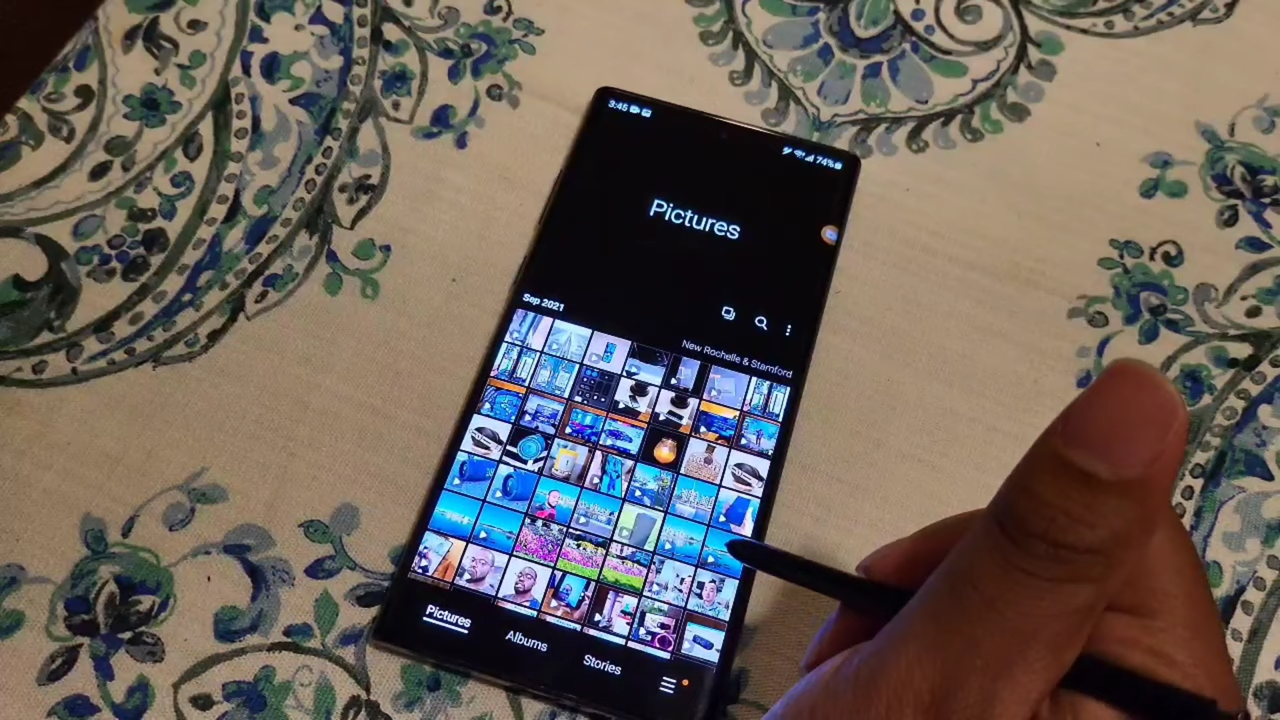 3:45
74%
Pictures
Sep 2021
New Rochelle & Stamford
Pictures
Albums
Stories